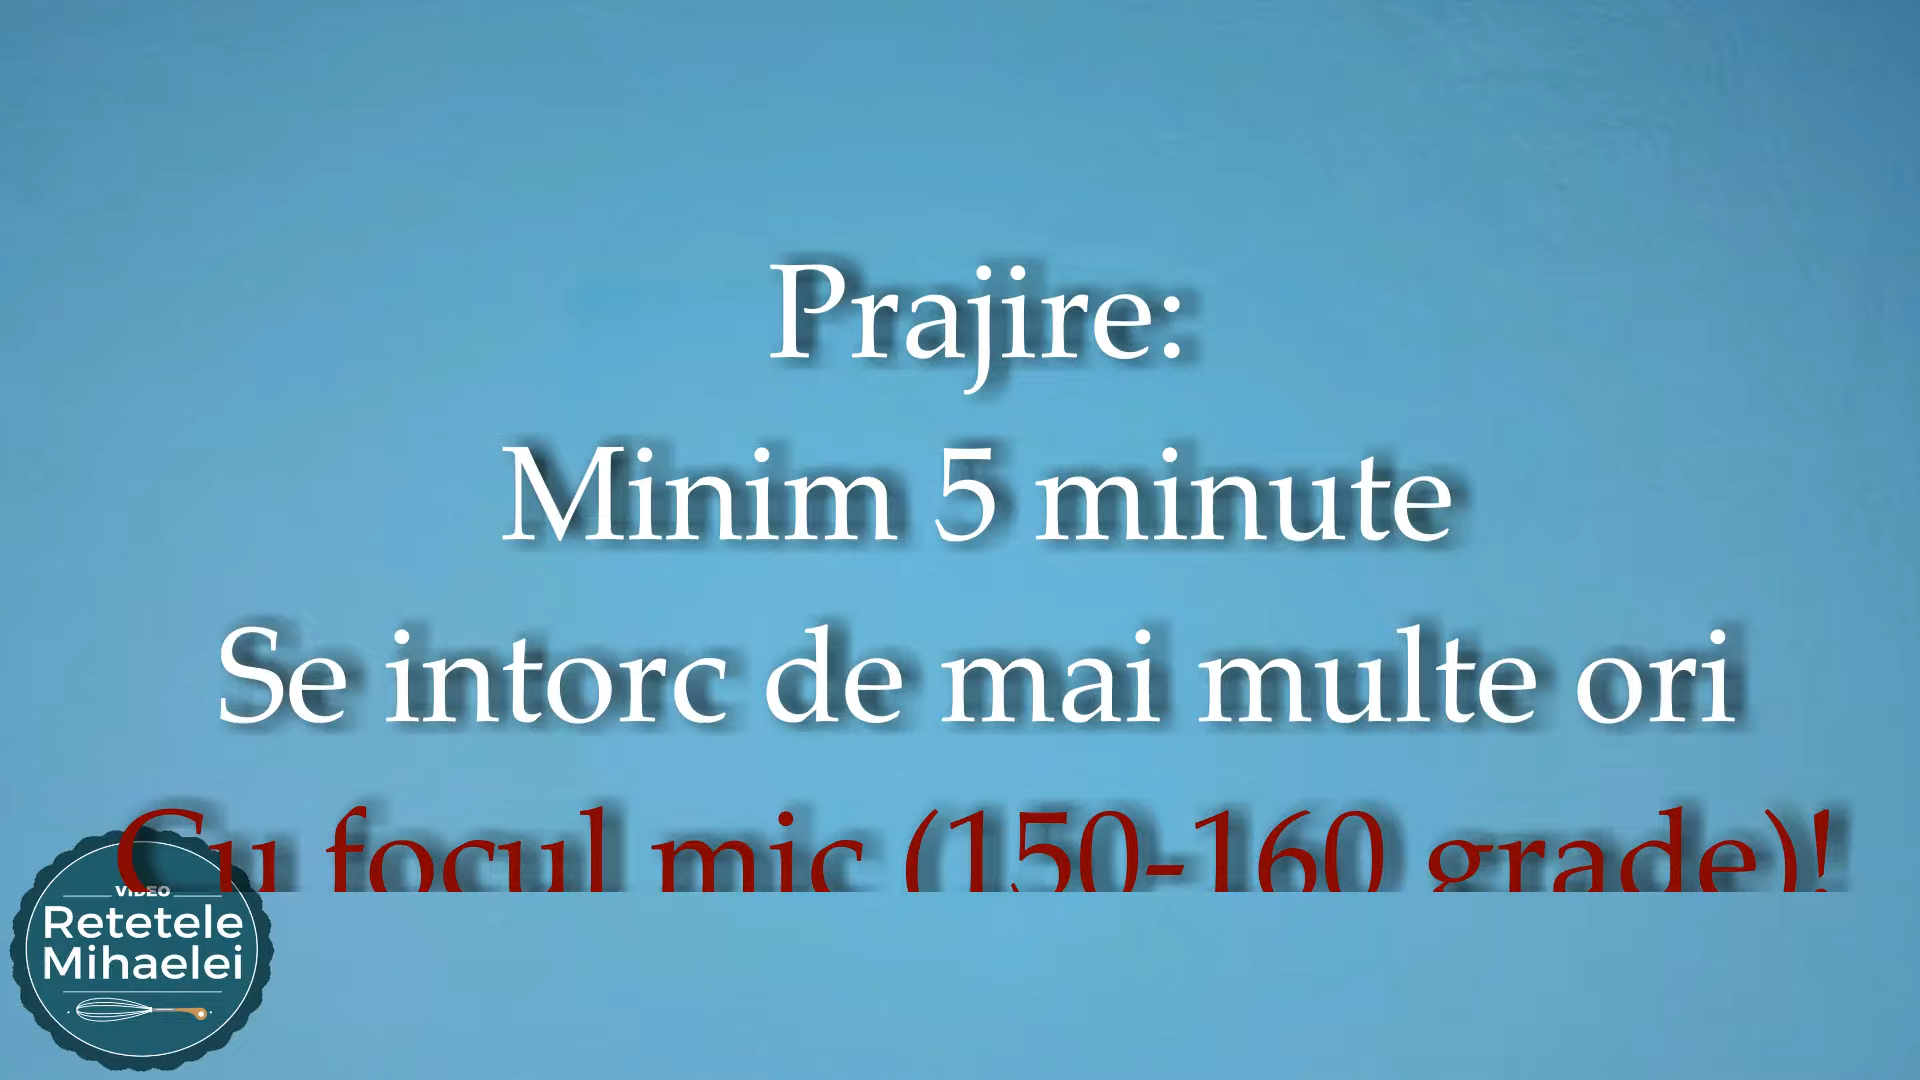 Prajire:
Minim 5 minute
Se intorc de mai multe ori
Cu focul mic (150-160 grade)!
VIDEO
Retetele
Mihaelei